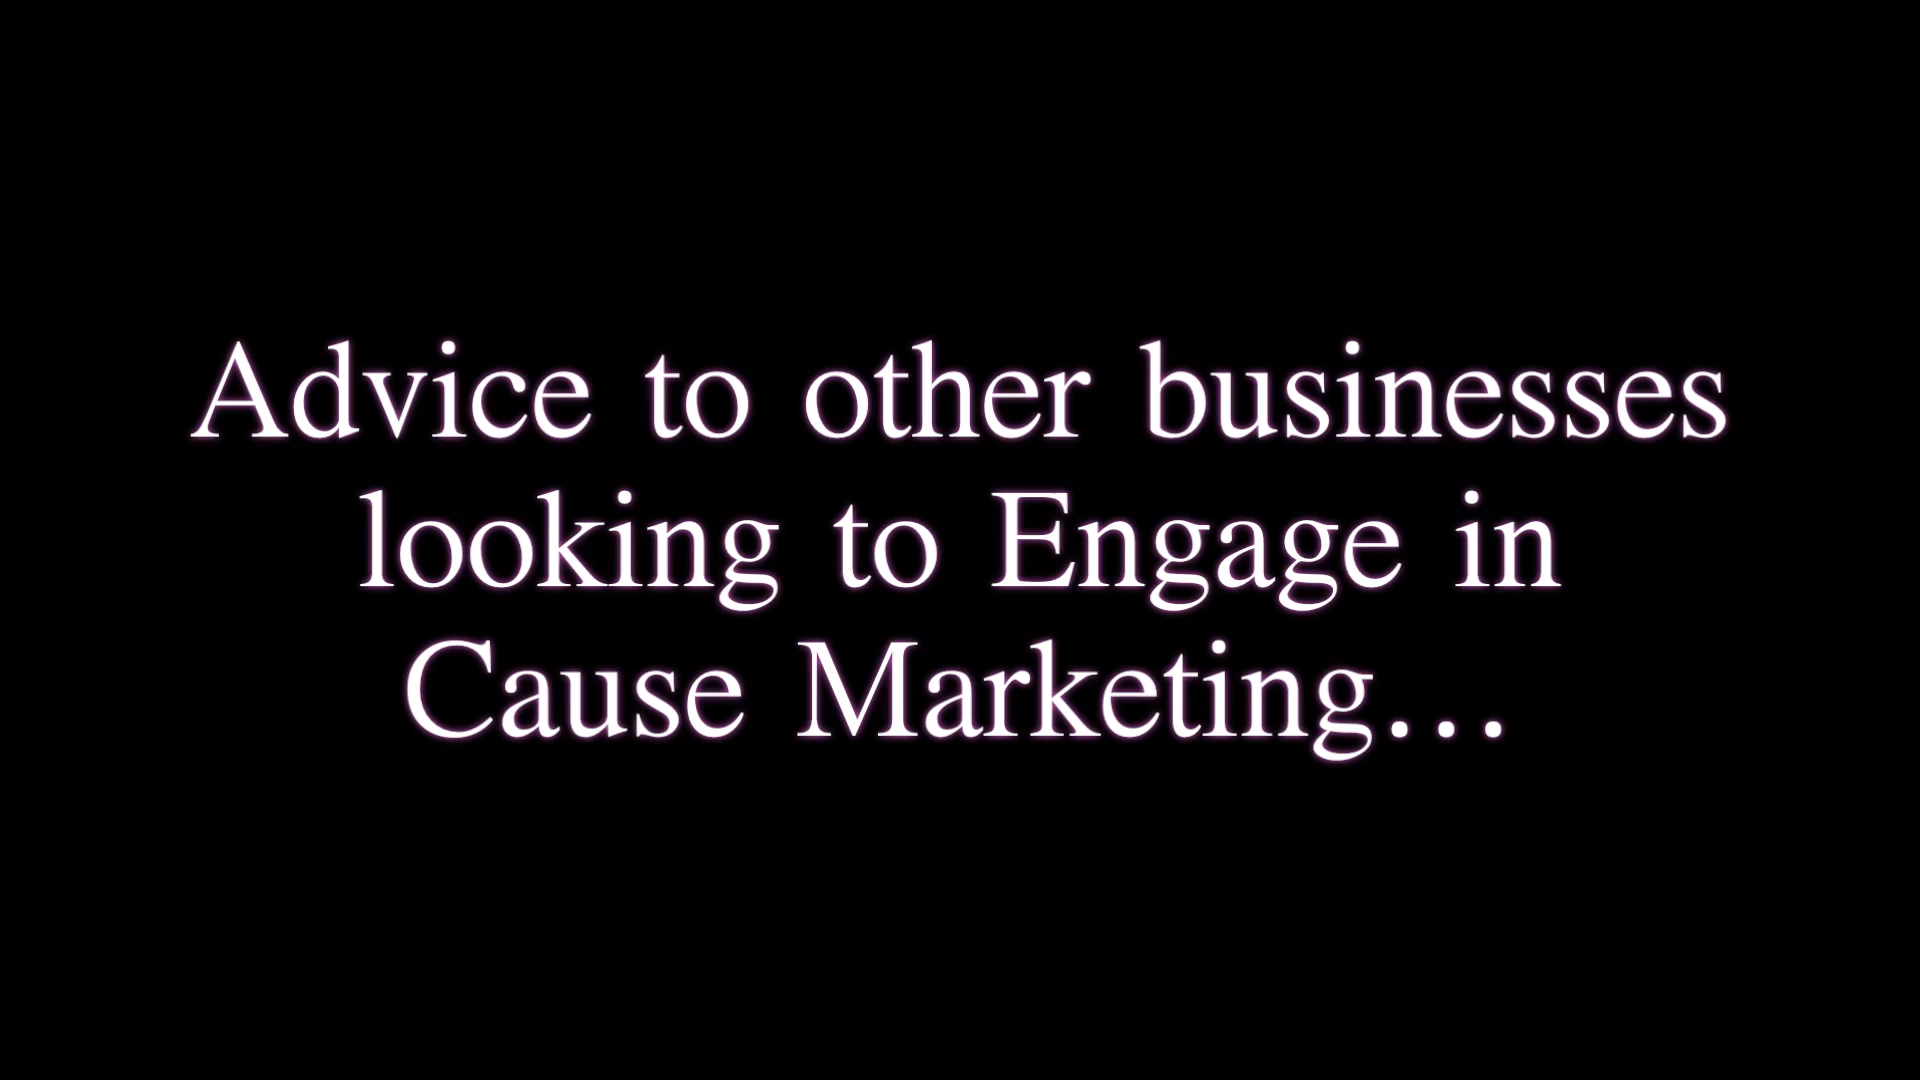 Advice to other businesses
looking to Engage in
Cause Marketing...